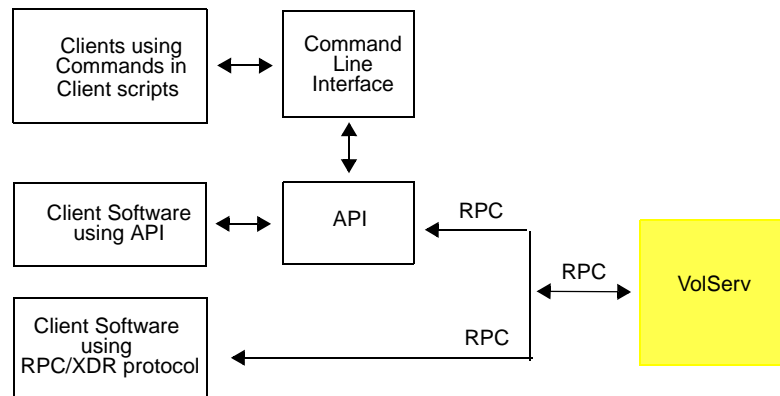 Clients using
Commands in
Client scripts
Command
Line
Interface
Client Software
using API
API
RPC
RPC
VolServ
Client Software
using
RPC/XDR protocol
RPC